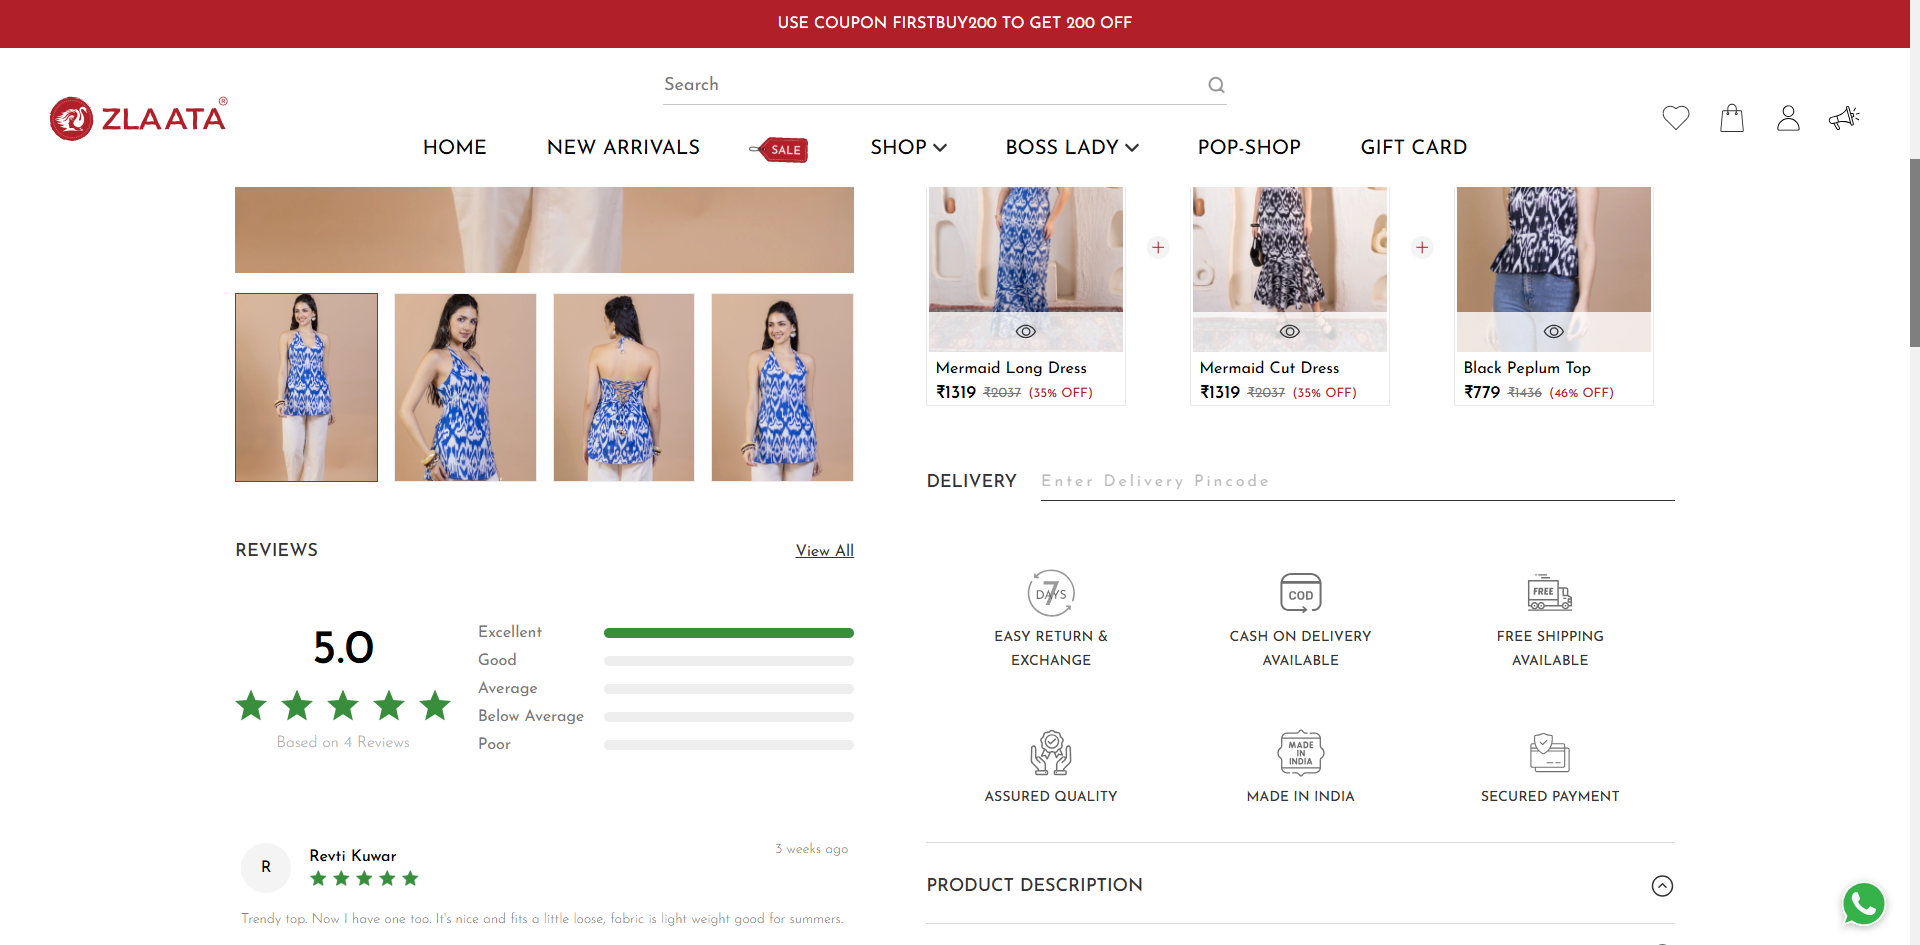 USE COUPON FIRSTBUY200 TO GET 200 OFF
Search
ZLAATA®
HOME
NEW ARRIVALS
SALE
SHOP
BOSS LADY
POP-SHOP
GIFT CARD
Mermaid Long Dress
₹1319 ₹2037 (35% OFF)
Mermaid Cut Dress
₹1319 ₹2037 (35% OFF)
Black Peplum Top
₹779 ₹1436 (46% OFF)
DELIVERY
Enter Delivery Pincode
REVIEWS
View All
5.0
Based on 4 Reviews
Excellent
Good
Average
Below Average
Poor
7
DAYS
EASY RETURN &
EXCHANGE
COD
CASH ON DELIVERY
AVAILABLE
FREE
FREE SHIPPING
AVAILABLE
ASSURED QUALITY
MADE
IN
INDIA
MADE IN INDIA
SECURED PAYMENT
R
Revti Kuwar
3 weeks ago
Trendy top. Now I have one too. It's nice and fits a little loose, fabric is light weight good for summers.
PRODUCT DESCRIPTION